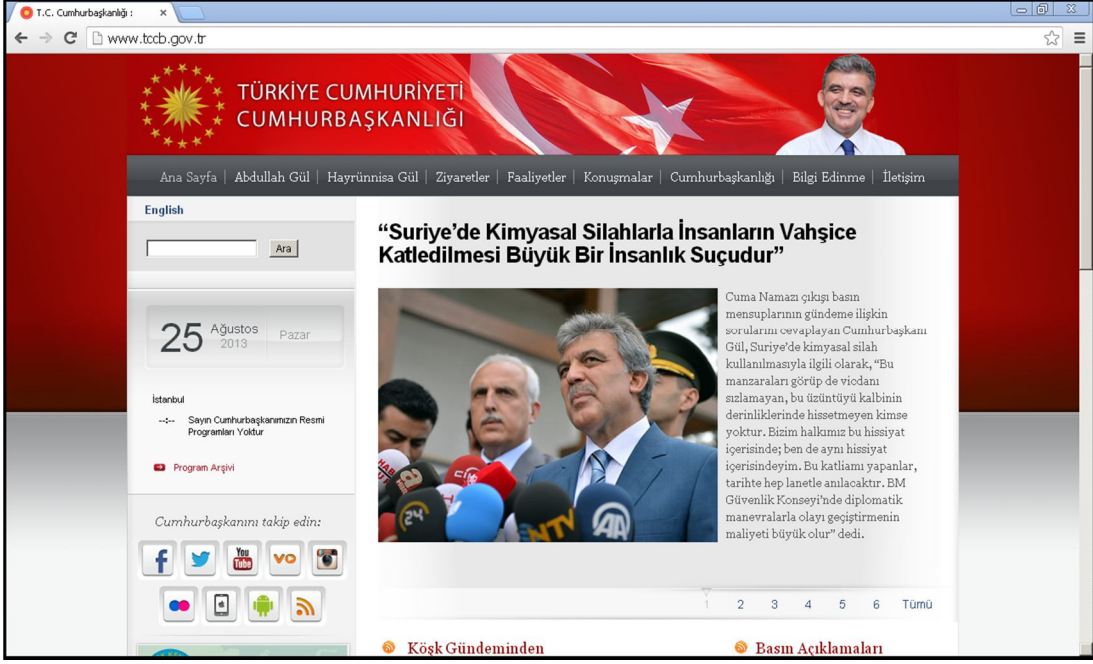 T.C. Cumhurbaşkanlığı :
www.tccb.gov.tr
TÜRKİYE CUMHURİYETİ
CUMHURBAŞKANLIĞI
Ana Sayfa | Abdullah Gül | Hayrünnisa Gül | Ziyaretler | Faaliyetler | Konuşmalar | Cumhurbaşkanlığı | Bilgi Edinme | İletişim
English
Ara
25 Ağustos 2013 Pazar
İstanbul
--:-- Sayın Cumhurbaşkanımızın Resmi
Programları Yoktur
Program Arşivi
Cumhurbaşkanını takip edin:
You
Tube
“Suriye’de Kimyasal Silahlarla İnsanların Vahşice
Katledilmesi Büyük Bir İnsanlık Suçudur”
24
NTV
AA
Cuma Namazı çıkışı basın
mensuplarının gündeme ilişkin
sorularını cevaplayan Cumhurbaşkanı
Gül, Suriye’de kimyasal silah
kullanılmasıyla ilgili olarak, “Bu
manzaraları görüp de vicdanı
sızlamayan, bu üzüntüyü kalbinin
derinliklerinde hissetmeyen kimse
yoktur. Bizim halkımız bu hissiyat
içerisinde; ben de aynı hissiyat
içerisindeyim. Bu katliamı yapanlar,
tarihte hep lanetle anılacaktır. BM
Güvenlik Konseyi’nde diplomatik
manevralarla olayı geçiştirmenin
maliyeti büyük olur” dedi.
1 2 3 4 5 6 Tümü
Köşk Gündeminden
Basın Açıklamaları